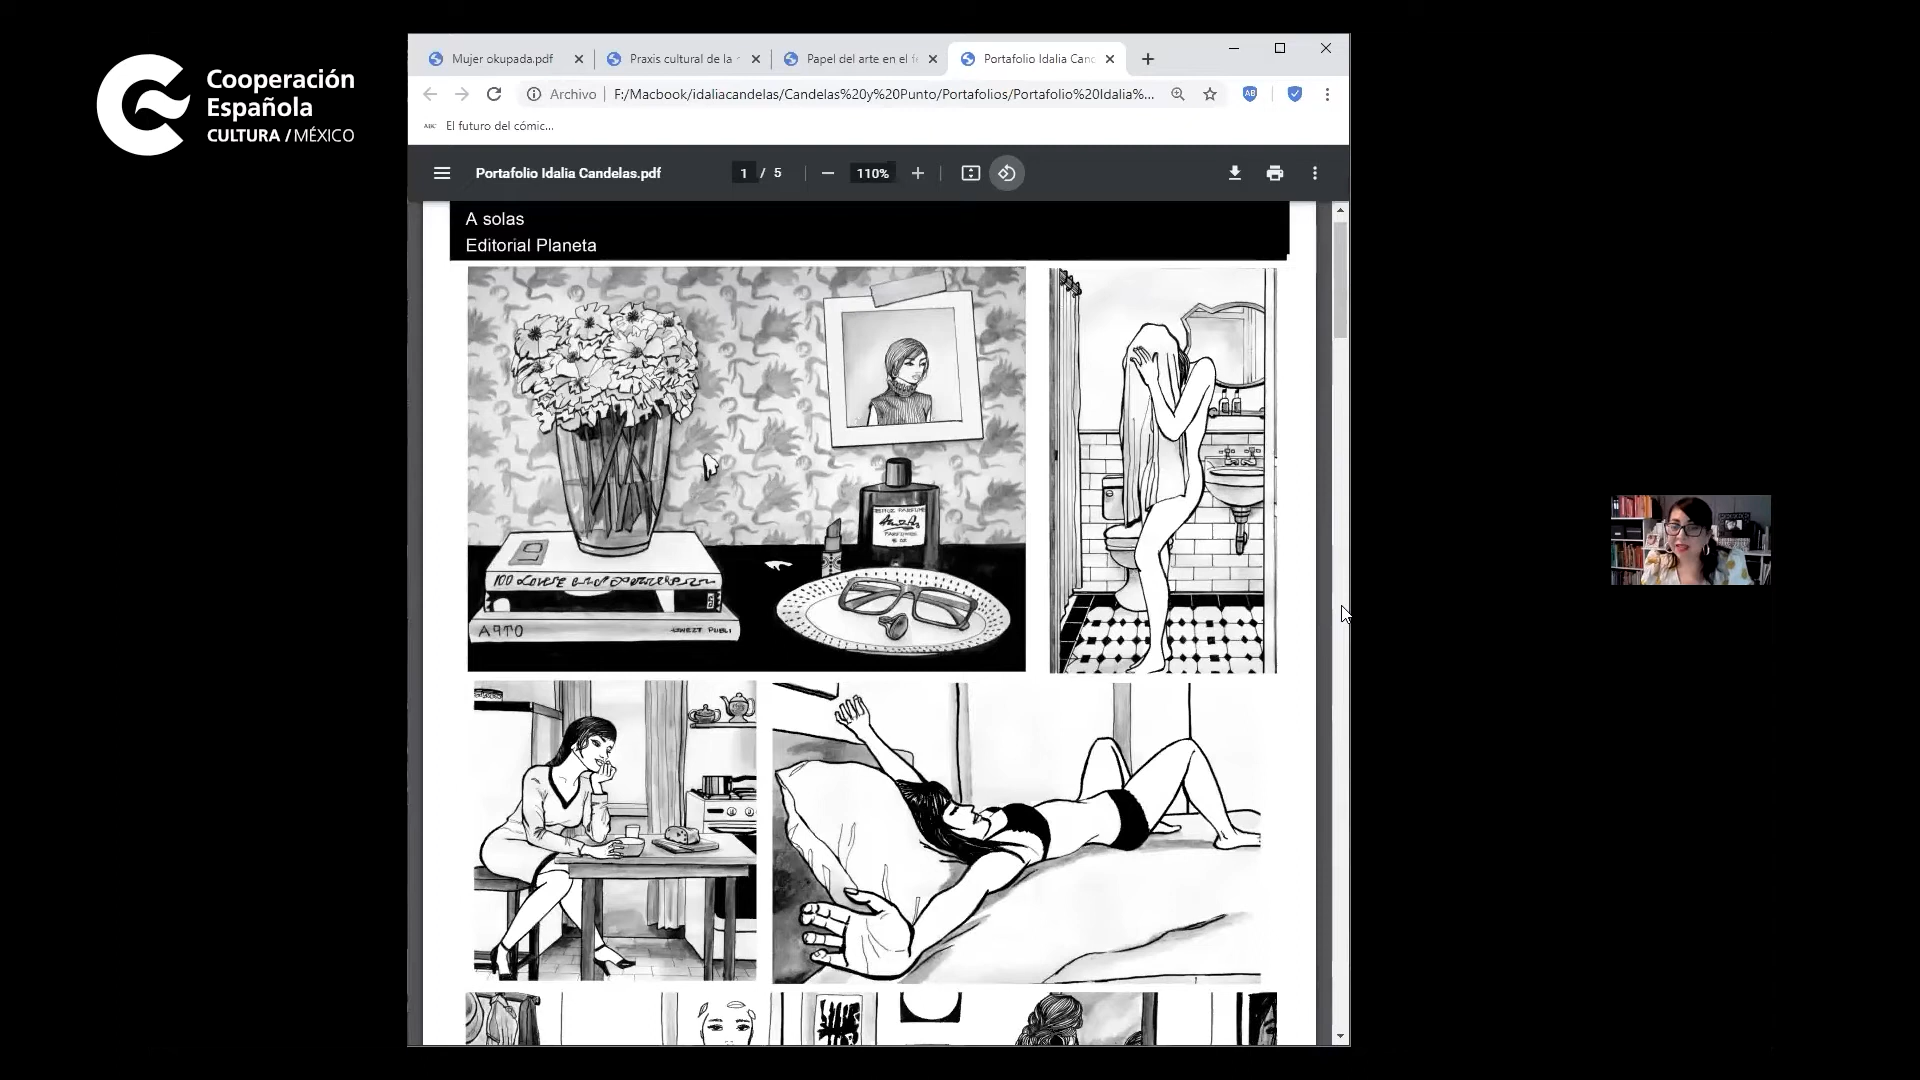 Cooperación
Española
CULTURA / MÉXICO
Mujer okupada.pdf
Praxis cultural de la
Papel del arte en el fe
Portafolio Idalia Canc
Archivo
F:/Macbook/idaliacandelas/Candelas%20y%20Punto/Portafolios/Portafolio%20Idalia%...
ABC
El futuro del cómic...
Portafolio Idalia Candelas.pdf
1 / 5
110%
A solas
Editorial Planeta